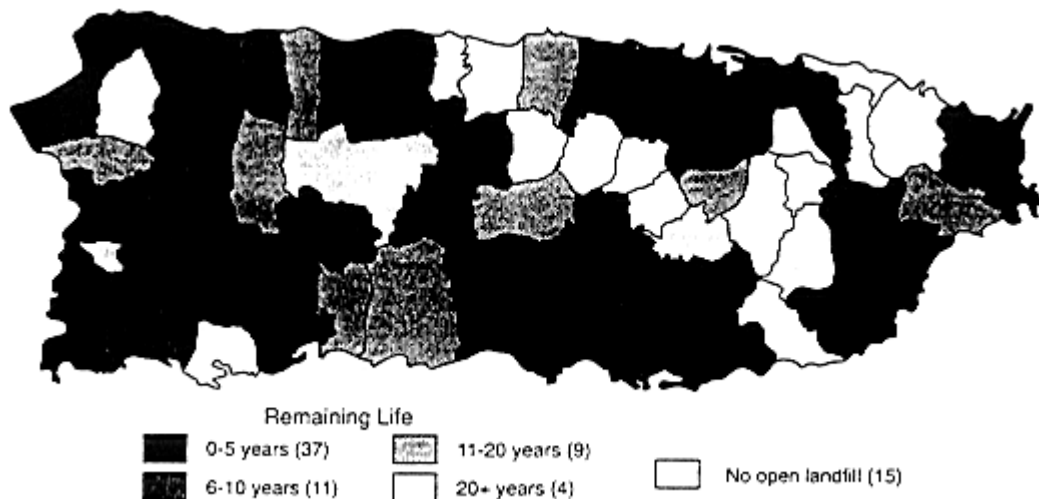 Remaining Life
0-5 years (37)
11-20 years (9)
No open landfill (15)
6-10 years (11)
20+ years (4)